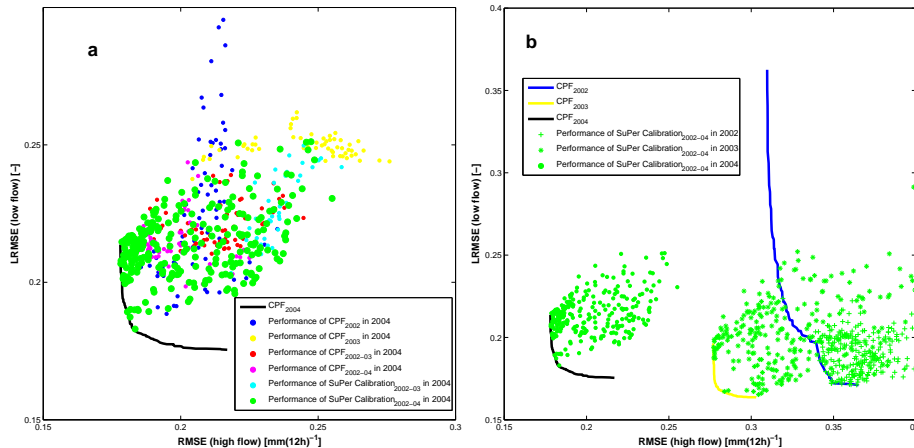 a
0.25
0.2
0.15
LRMSE (low flow) [–]
0.2
0.25
0.3
RMSE (high flow) [mm(12h)−1]
CPF2004
Performance of CPF2002 in 2004
Performance of CPF2003
Performance of CPF2002–03 in 2004
Performance of CPF2002–04 in 2004
Performance of SuPer Calibration2002–03 in 2004
Performance of SuPer Calibration2002–04 in 2004
b
0.4
0.35
0.3
0.25
0.2
0.15
LRMSE (low flow) [–]
0.15
0.2
0.25
0.3
0.35
0.4
RMSE (high flow) [mm(12h)−1]
CPF2002
CPF2003
CPF2004
Performance of SuPer Calibration2002–04 in 2002
Performance of SuPer Calibration2002–04 in 2003
Performance of SuPer Calibration2002–04 in 2004